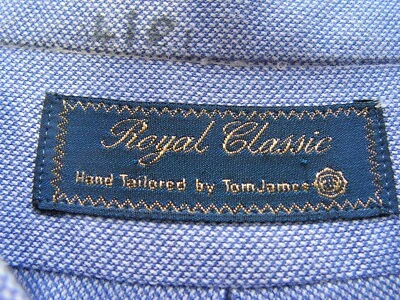 Royal Classic
Hand Tailored by Tom James